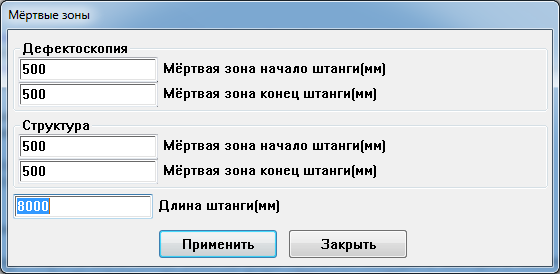 Мёртвые зоны
Дефектоскопия
500 Мёртвая зона начало штанги(мм)
500 Мёртвая зона конец штанги(мм)
Структура
500 Мёртвая зона начало штанги(мм)
500 Мёртвая зона конец штанги(мм)
8000 Длина штанги(мм)
Применить Закрыть